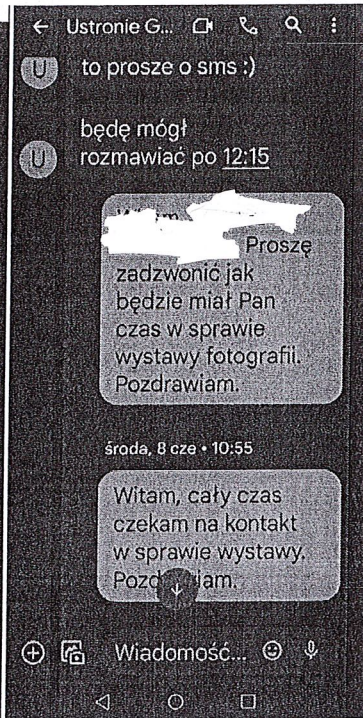 Ustronie G...
U to prosze o sms :)
będę mógł
U rozmawiać po 12:15
Proszę
zadzwonić jak
będzie miał Pan
czas w sprawie
wystawy fotografii.
Pozdrawiam.
środa, 8 cze • 10:55
Witam, cały czas
czekam na kontakt
w sprawie wystawy.
Wiadomość...